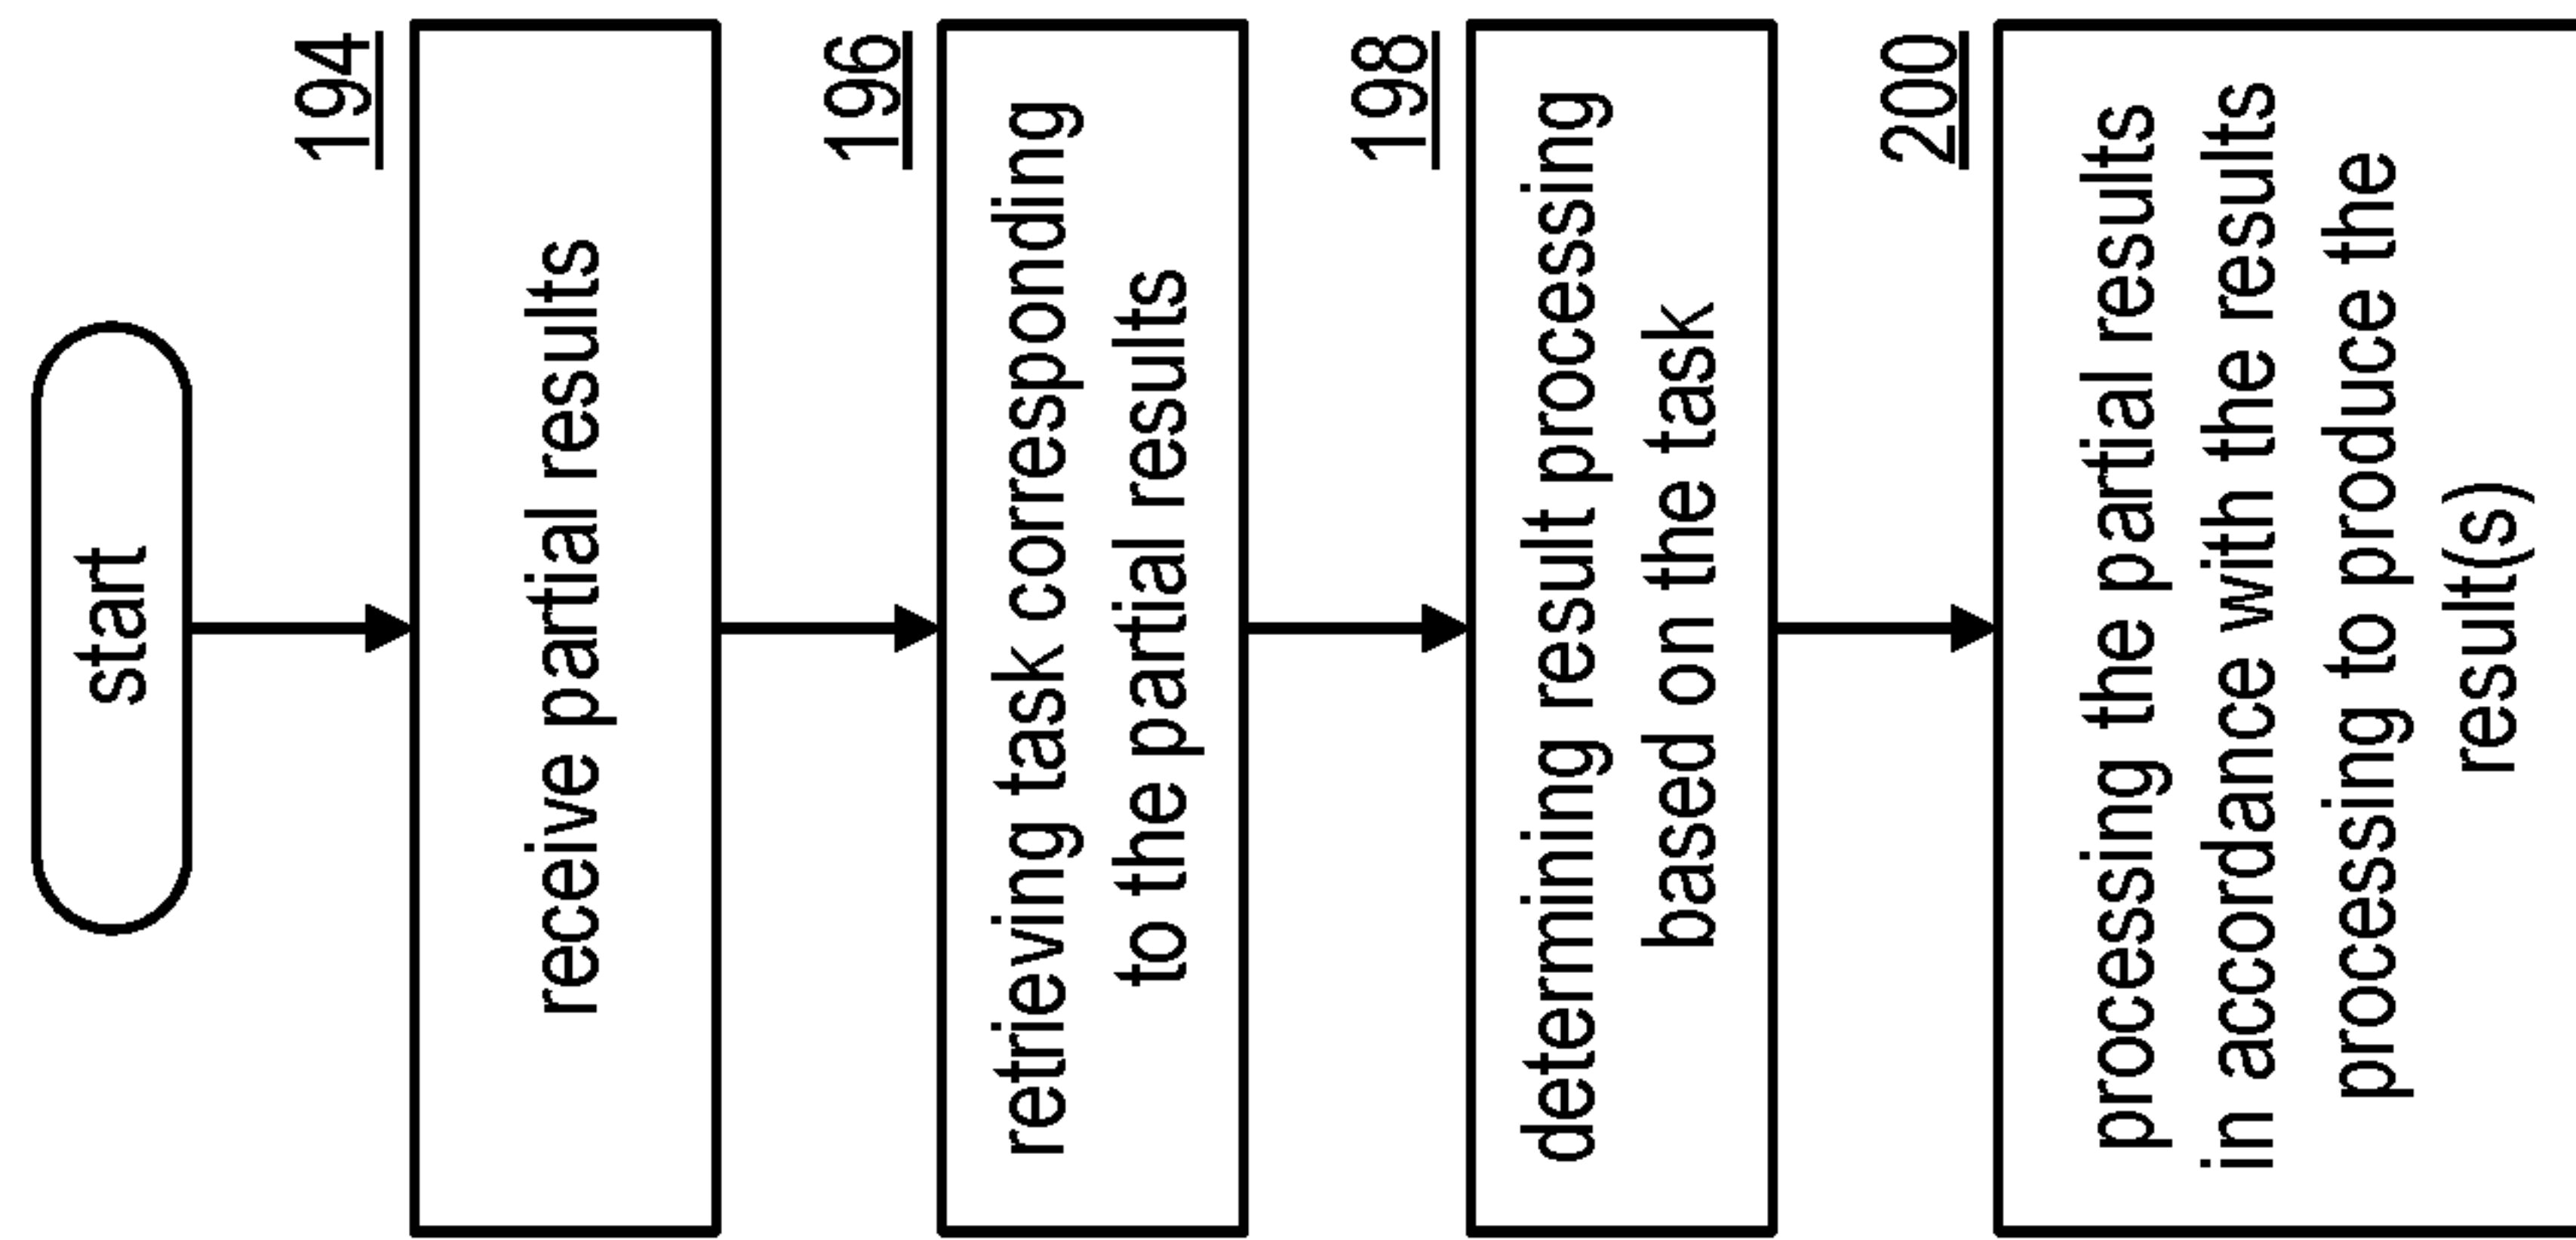 start
194
receive partial results
196
retrieving task corresponding
to the partial results
198
determining result processing
based on the task
200
processing the partial results
in accordance with the results
processing to produce the
result(s)